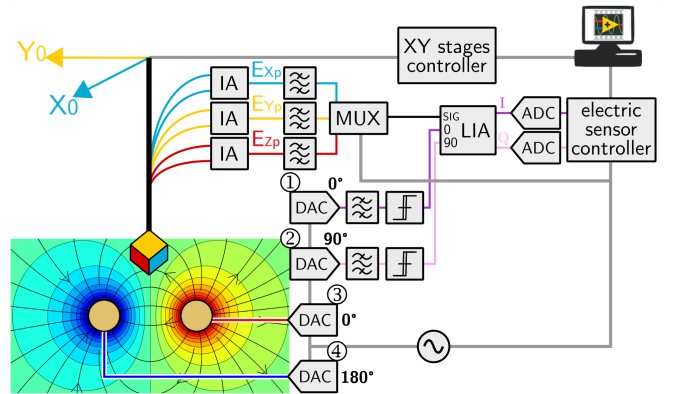 Y0
X0
XY stages
controller
IA
EXp
IA
EYp
IA
EZp
MUX
SIG
0
90
LIA
I
Q
ADC
ADC
electric
sensor
controller
1
0°
DAC
2
90°
DAC
3
DAC
0°
4
DAC
180°